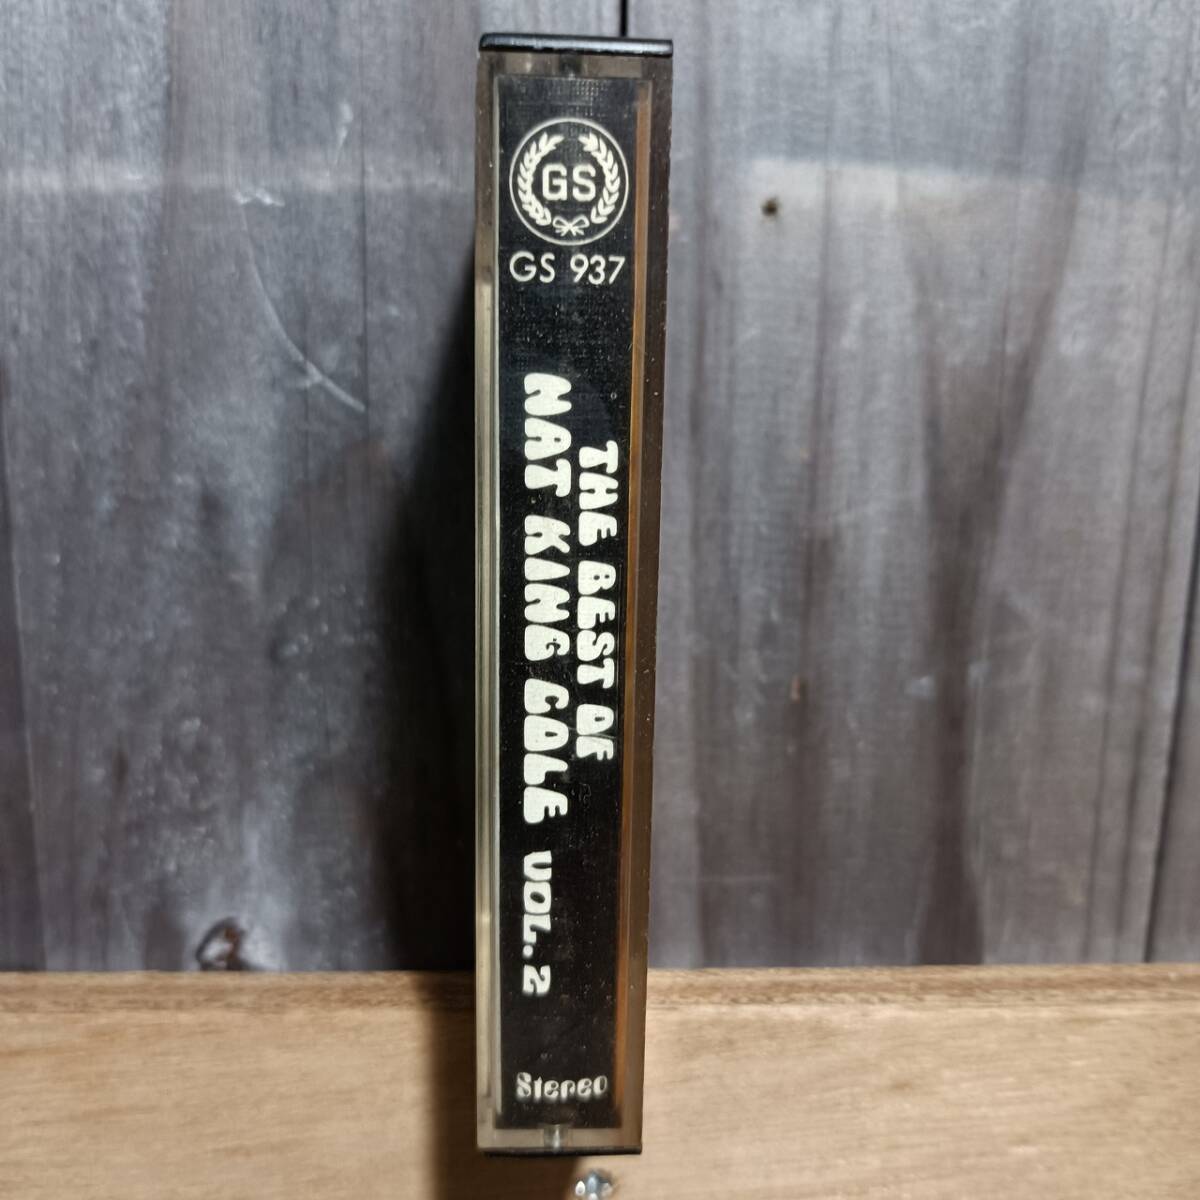 GS
GS 937
THE BEST OF
NAT KING COLE VOL.2
Stereo